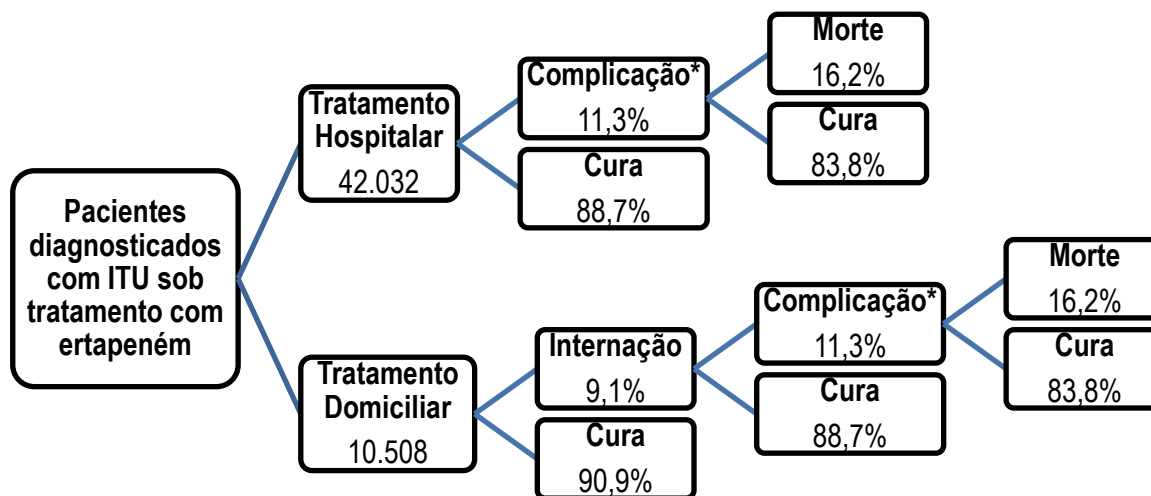 Pacientes
diagnosticados
com ITU sob
tratamento com
ertapeném
Tratamento
Hospitalar
42.032
Complicação*
11,3%
Morte
16,2%
Cura
83,8%
Cura
88,7%
Tratamento
Domiciliar
10.508
Internação
9,1%
Complicação*
11,3%
Morte
16,2%
Cura
83,8%
Cura
88,7%
Cura
90,9%